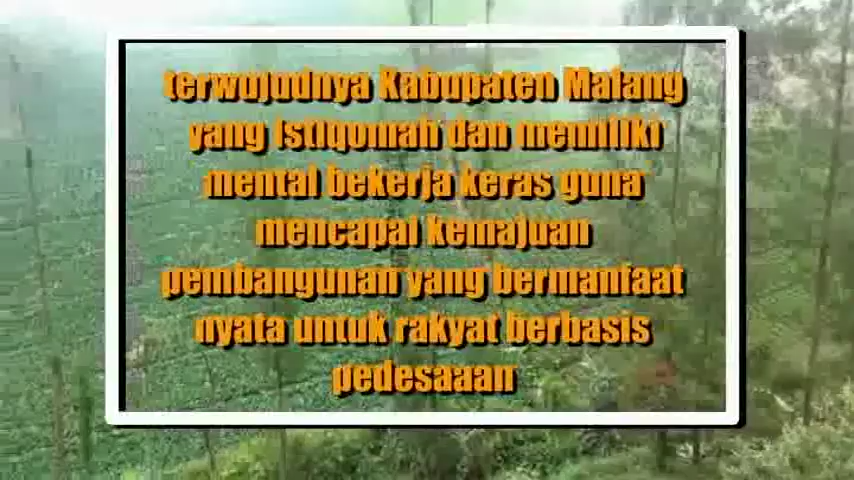 terwujudnya Kabupaten Malang
yang istiqomah dan memiliki
mental bekerja keras guna
mencapai kemajuan
pembangunan yang bermanfaat
nyata untuk rakyat berbasis
pedesaaan